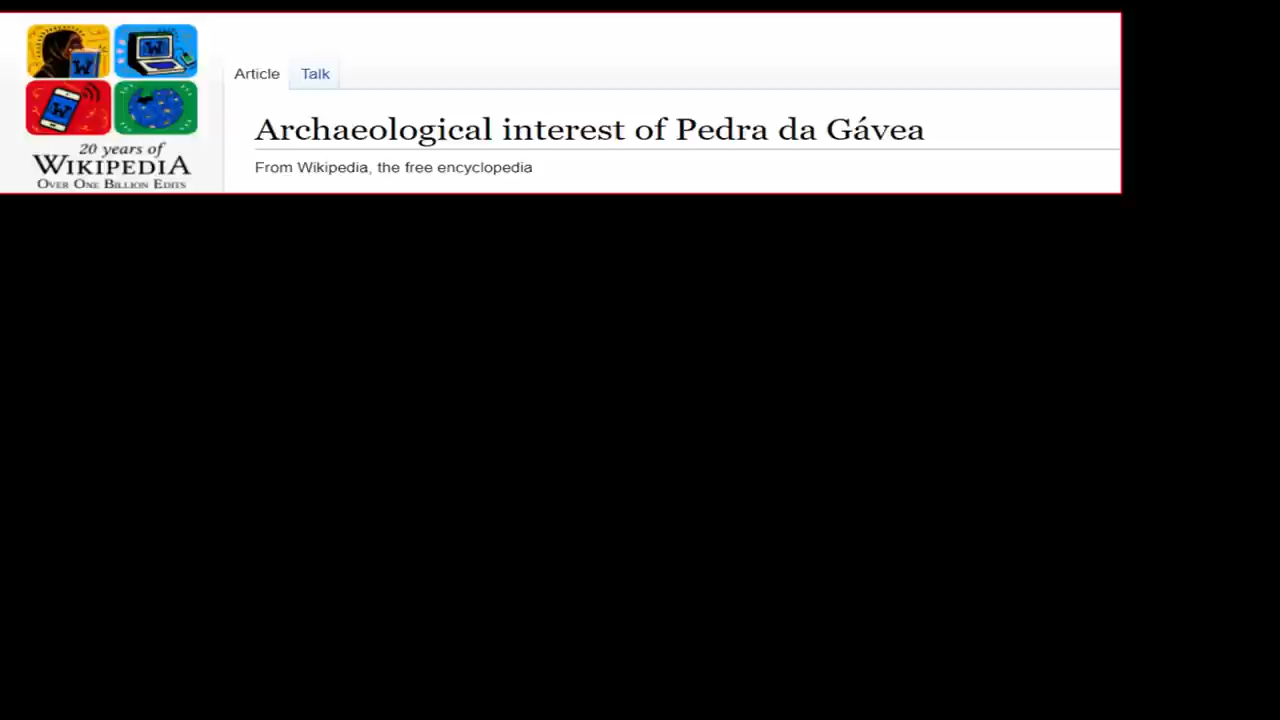 Article Talk
Archaeological interest of Pedra da Gávea
From Wikipedia, the free encyclopedia
20 years of
WIKIPEDIA
OVER ONE BILLION EDITS